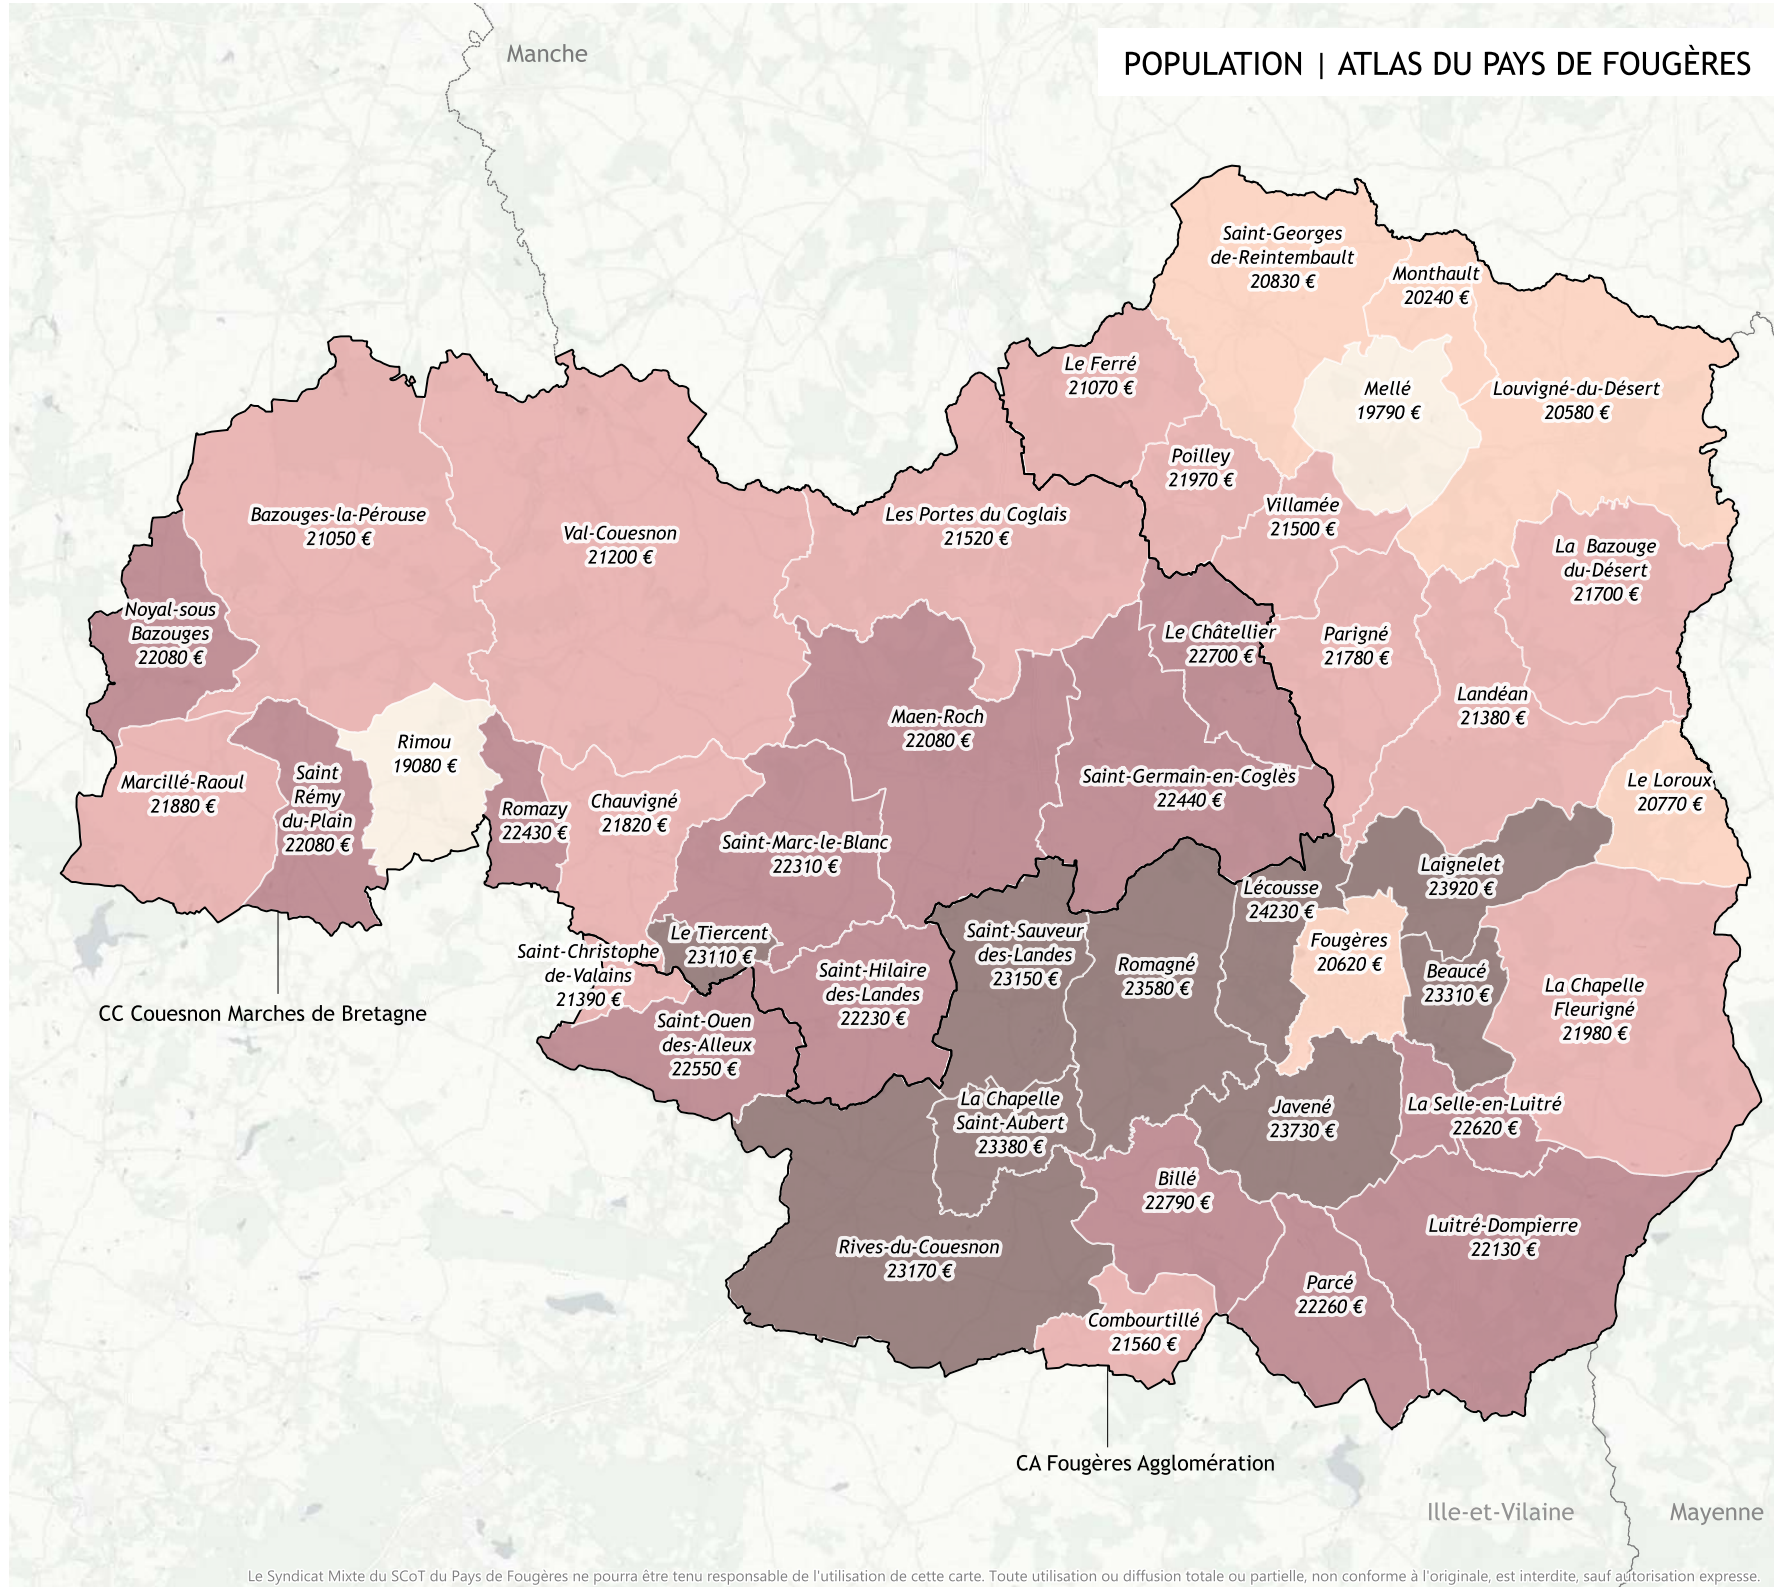 Manche
POPULATION | ATLAS DU PAYS DE FOUGÈRES
Saint-Georges
de-Reintembault
20830 €
Monthault
20240 €
Le Ferré
21070 €
Mellé
19790 €
Louvigné-du-Désert
20580 €
Poilley
21970 €
Villamée
21500 €
Bazouges-la-Pérouse
21050 €
Val-Couesnon
21200 €
Les Portes du Coglais
21520 €
La Bazouge
du-Désert
21700 €
Noyal-sous
Bazouges
22080 €
Le Châtellier
22700 €
Parigné
21780 €
Landéan
21380 €
Maen-Roch
22080 €
Rimou
19080 €
Marcillé-Raoul
21880 €
Saint
Rémy
du-Plain
22080 €
Romazy
22430 €
Chauvigné
21820 €
Saint-Germain-en-Coglès
22440 €
Le Loroux
20770 €
Saint-Marc-le-Blanc
22310 €
Laignelet
23920 €
Lécousse
24230 €
Le Tiercent
23110 €
Saint-Christophe
de-Valains
21390 €
Saint-Hilaire
des-Landes
22230 €
Saint-Sauveur
des-Landes
23150 €
Romagné
23580 €
Fougères
20620 €
Beaucé
23310 €
La Chapelle
Fleurigné
21980 €
CC Couesnon Marches de Bretagne
Saint-Ouen
des-Alleux
22550 €
La Chapelle
Saint-Aubert
23380 €
Javené
23730 €
La Selle-en-Luitré
22620 €
Billé
22790 €
Rives-du-Couesnon
23170 €
Luitré-Dompierre
22130 €
Parcé
22260 €
Combourtillé
21560 €
CA Fougères Agglomération
Ille-et-Vilaine
Mayenne
Le Syndicat Mixte du SCoT du Pays de Fougères ne pourra être tenu responsable de l'utilisation de cette carte. Toute utilisation ou diffusion totale ou partielle, non conforme à l'originale, est interdite, sauf autorisation expresse.